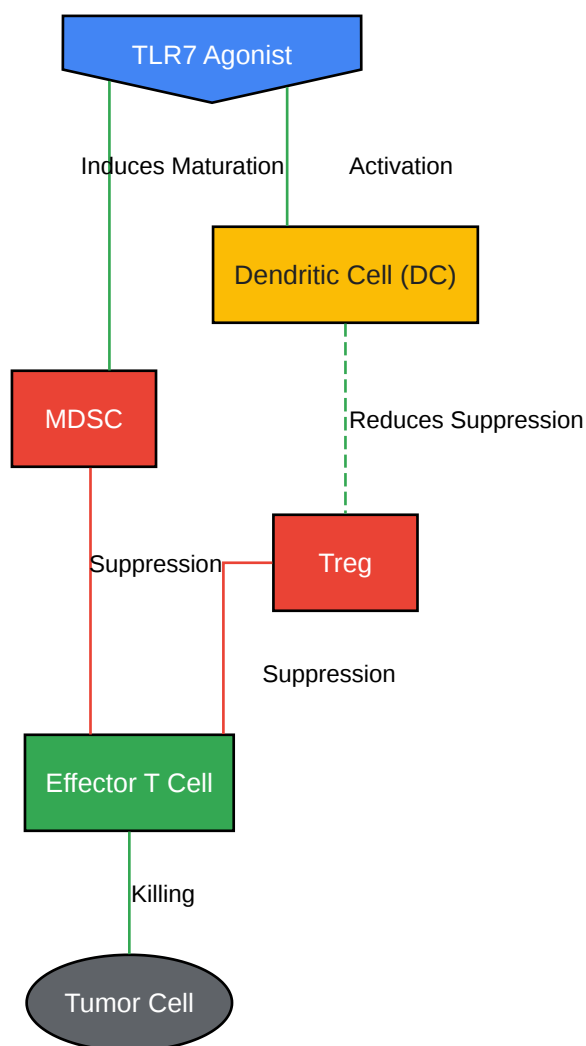 TLR7 Agonist
Induces Maturation
Activation
Dendritic Cell (DC)
MDSC
Reduces Suppression
Suppression
Treg
Suppression
Effector T Cell
Killing
Tumor Cell